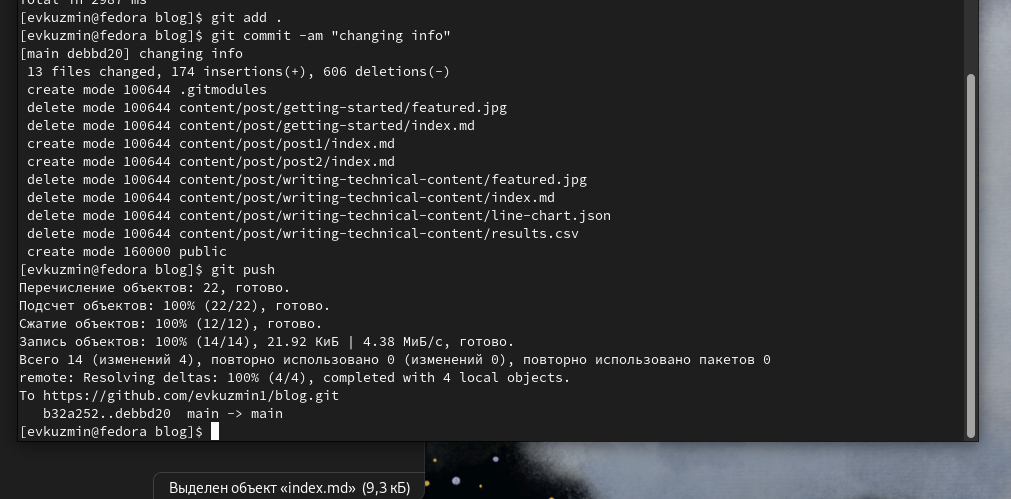 Total in 2987 ms
[evkuzmin@fedora blog]$ git add .
[evkuzmin@fedora blog]$ git commit -am "changing info"
[main debbd20] changing info
 13 files changed, 174 insertions(+), 606 deletions(-)
 create mode 100644 .gitmodules
 delete mode 100644 content/post/getting-started/featured.jpg
 delete mode 100644 content/post/getting-started/index.md
 create mode 100644 content/post/post1/index.md
 create mode 100644 content/post/post2/index.md
 delete mode 100644 content/post/writing-technical-content/featured.jpg
 delete mode 100644 content/post/writing-technical-content/index.md
 delete mode 100644 content/post/writing-technical-content/line-chart.json
 delete mode 100644 content/post/writing-technical-content/results.csv
 create mode 160000 public
[evkuzmin@fedora blog]$ git push
Перечисление объектов: 22, готово.
Подсчет объектов: 100% (22/22), готово.
Сжатие объектов: 100% (12/12), готово.
Запись объектов: 100% (14/14), 21.92 КиБ | 4.38 МиБ/с, готово.
Всего 14 (изменений 4), повторно использовано 0 (изменений 0), повторно использовано пакетов 0
remote: Resolving deltas: 100% (4/4), completed with 4 local objects.
To https://github.com/evkuzmin1/blog.git
   b32a252..debbd20  main -> main
[evkuzmin@fedora blog]$
Выделен объект «index.md» (9,3 кБ)